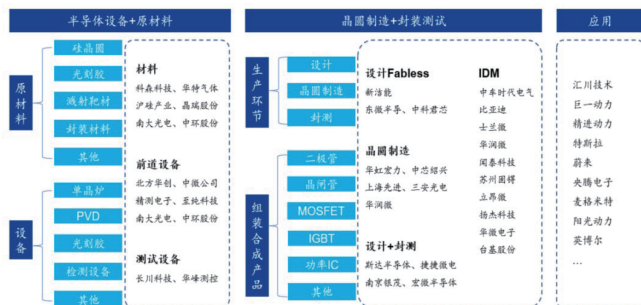 半导体设备+原材料
原材料
硅晶圆
光刻胶
溅射靶材
封装材料
其他
设备
单晶炉
PVD
光刻胶
检测设备
其他
材料
科森科技、华特气体
沪硅产业、晶瑞股份
南大光电、中环股份
前道设备
北方华创、中微公司
精测电子、至纯科技
南大光电、中环股份
测试设备
长川科技、华峰测控
晶圆制造+封装测试
生产环节
设计
晶圆制造
封测
组装合成产品
二极管
晶闸管
MOSFET
IGBT
功率IC
其他
设计Fabless
新洁能
东微半导、中科君芯
晶圆制造
华虹宏力、中芯绍兴
上海先进、三安光电
华润微
设计+封测
斯达半导体、捷捷微电
南京银茂、宏微半导体
IDM
中车时代电气
比亚迪
士兰微
华润微
闻泰科技
苏州固锝
立昂微
扬杰科技
华微电子
台基股份
应用
汇川技术
巨一动力
精进动力
特斯拉
蔚来
央腾电子
麦格米特
阳光动力
英博尔
...